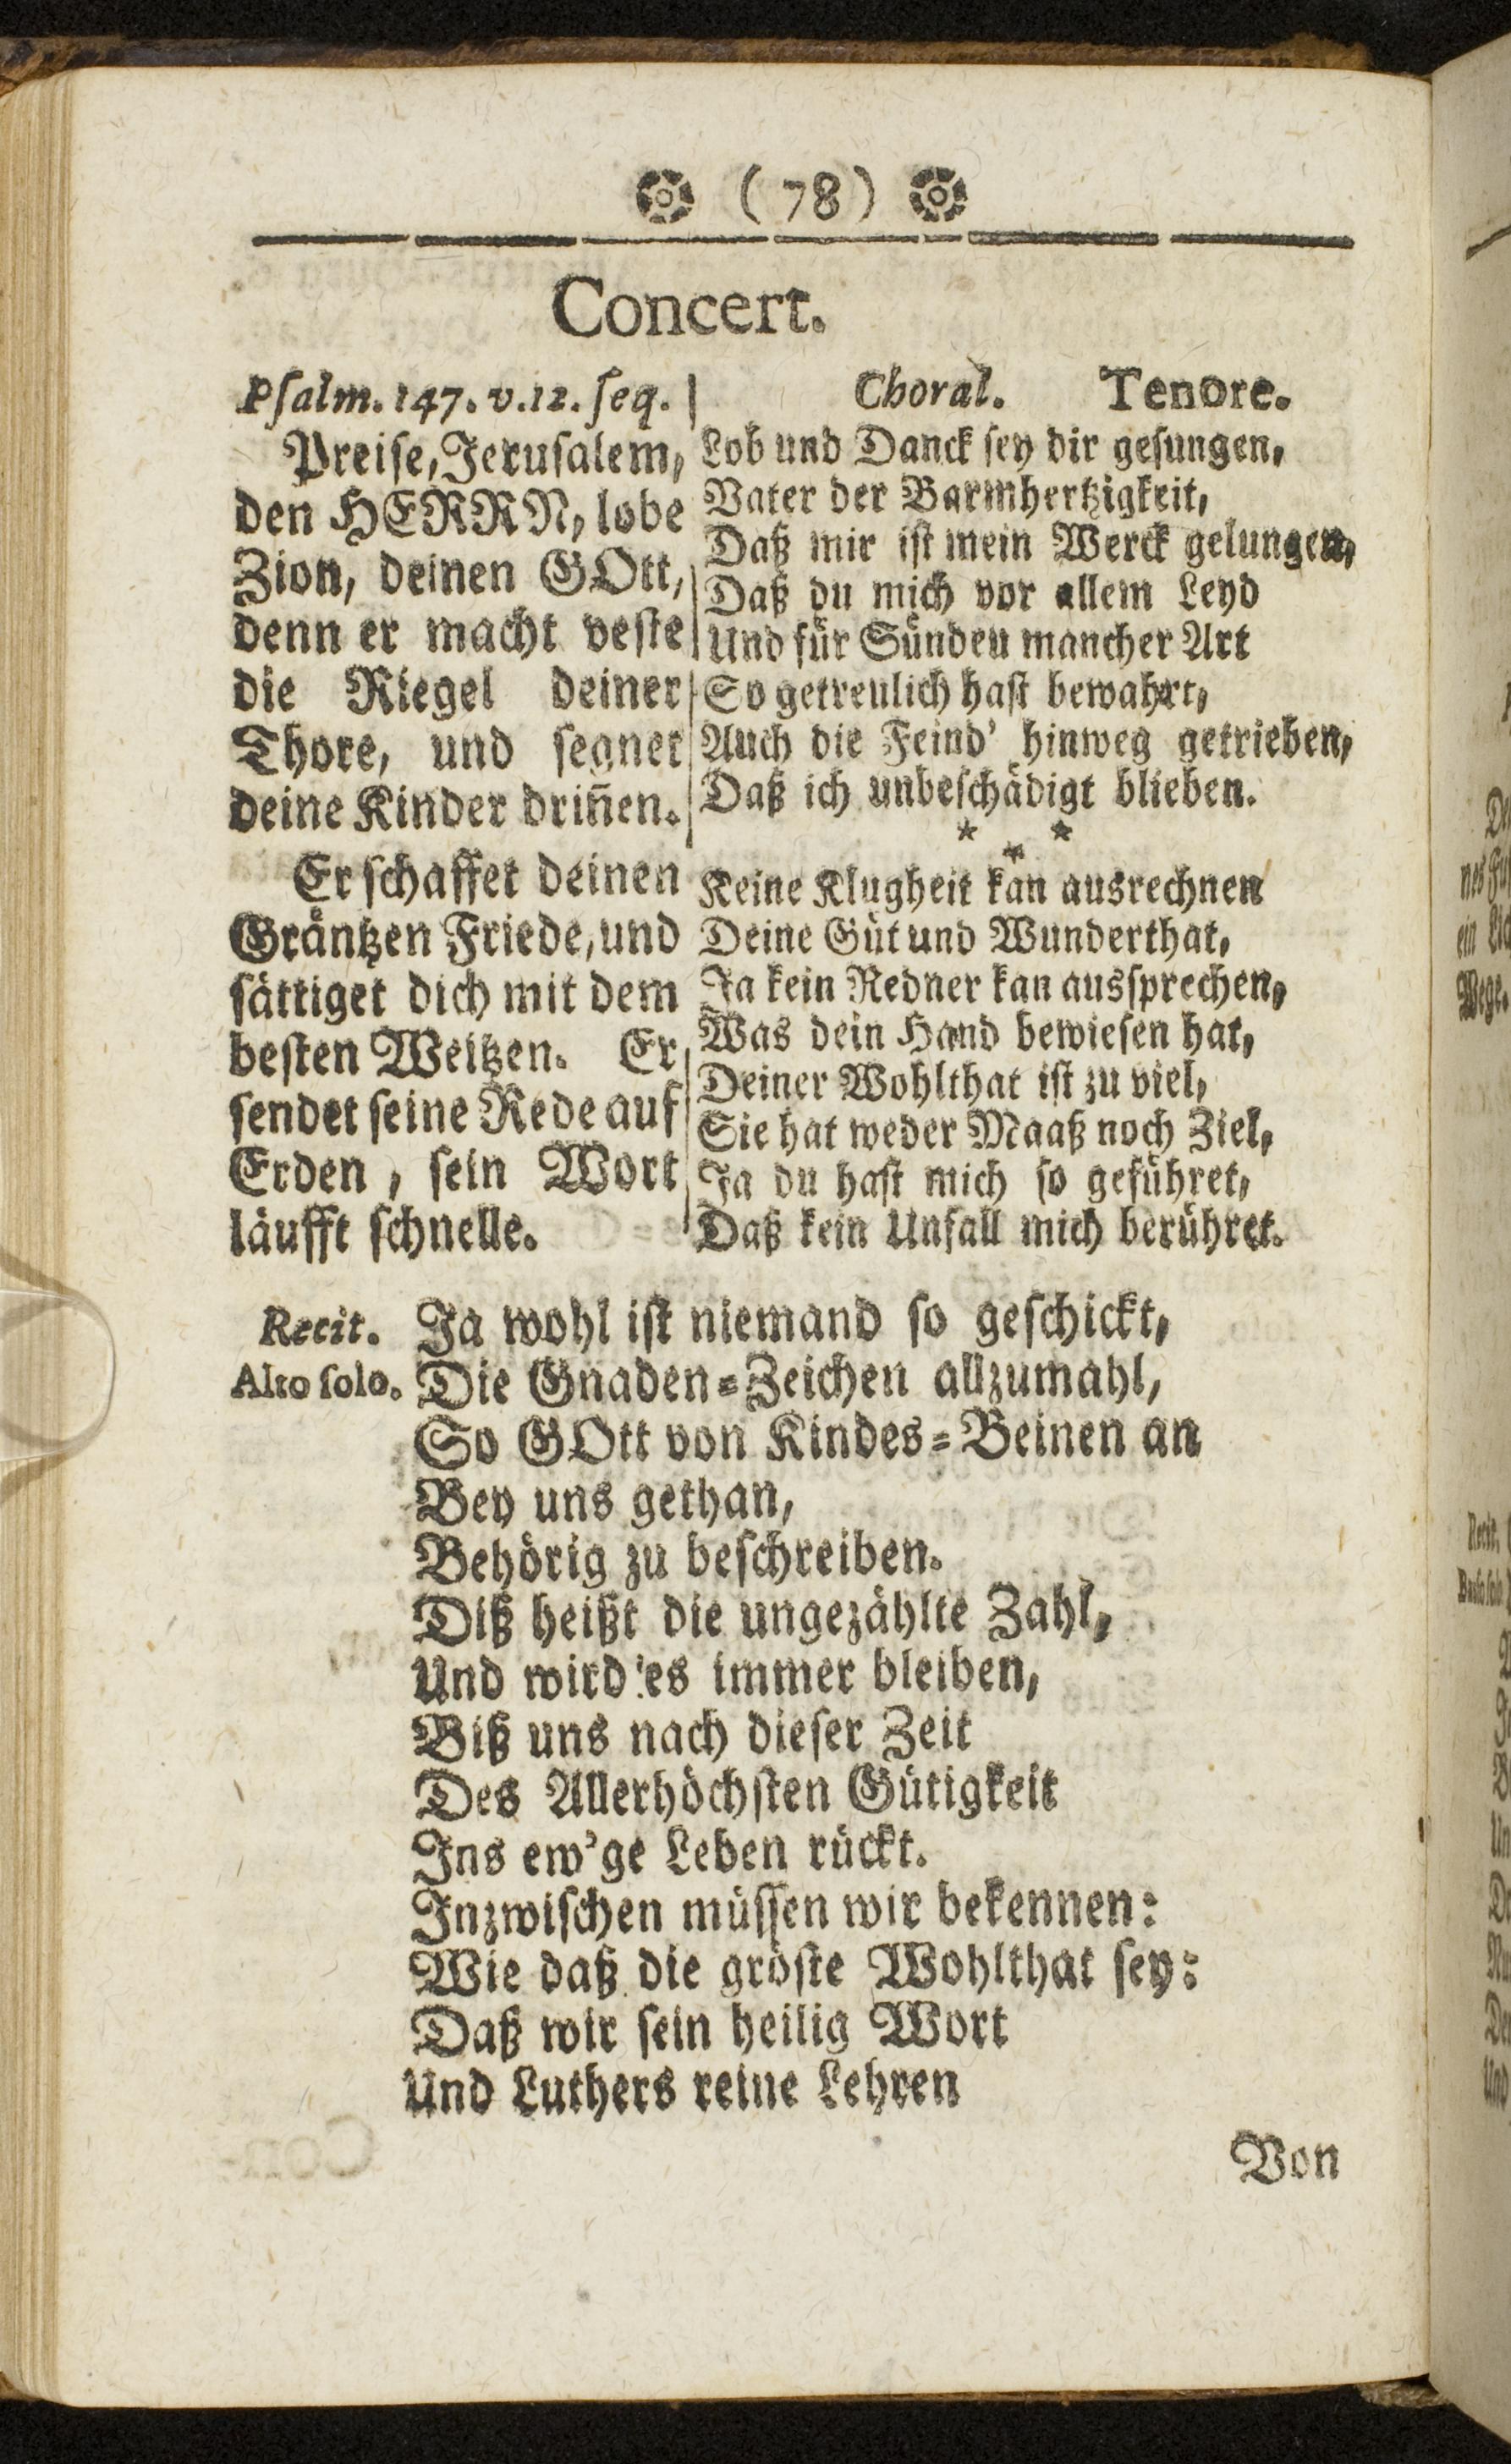 ( 78 )
Concert.
Psalm. 147. v. 12. seq.
Preise, Jerusalem,
den HERRN, lobe
Zion, deinen GOtt,
denn er macht veste
die Riegel deiner
Thore, und segnet
deine Kinder driñen.
Er schaffet deinen
Gräntzen Friede, und
sättiget dich mit dem
besten Weitzen. Er
sendet seine Rede auf
Erden, sein Wort
läufft schnelle.
Choral. Tenore.
Lob und Danck sey dir gesungen,
Vater der Barmhertzigkeit,
Daß mir ist mein Werck gelungen,
Daß du mich vor allem Leyd
Und für Sünden mancher Art
So getreulich hast bewahrt,
Auch die Feind' hinweg getrieben,
Daß ich unbeschädigt blieben.
* * *
Keine Klugheit kan ausrechnen
Deine Güt und Wunderthat,
Ja kein Redner kan aussprechen,
Was dein Hand bewiesen hat,
Deiner Wohlthat ist zu viel,
Sie hat weder Maaß noch Ziel,
Ja du hast mich so geführet,
Daß kein Unfall mich berühret.
Recit. Ja wohl ist niemand so geschickt,
Alto solo. Die Gnaden-Zeichen allzumahl,
So GOtt von Kindes-Beinen an
Bey uns gethan,
Behörig zu beschreiben.
Diß heißt die ungezählte Zahl,
Und wird es immer bleiben,
Biß uns nach dieser Zeit
Des Allerhöchsten Gütigkeit
Ins ew'ge Leben rückt.
Inzwischen müssen wir bekennen:
Wie daß die gröste Wohlthat sey:
Daß wir sein heilig Wort
Und Luthers reine Lehren
Von